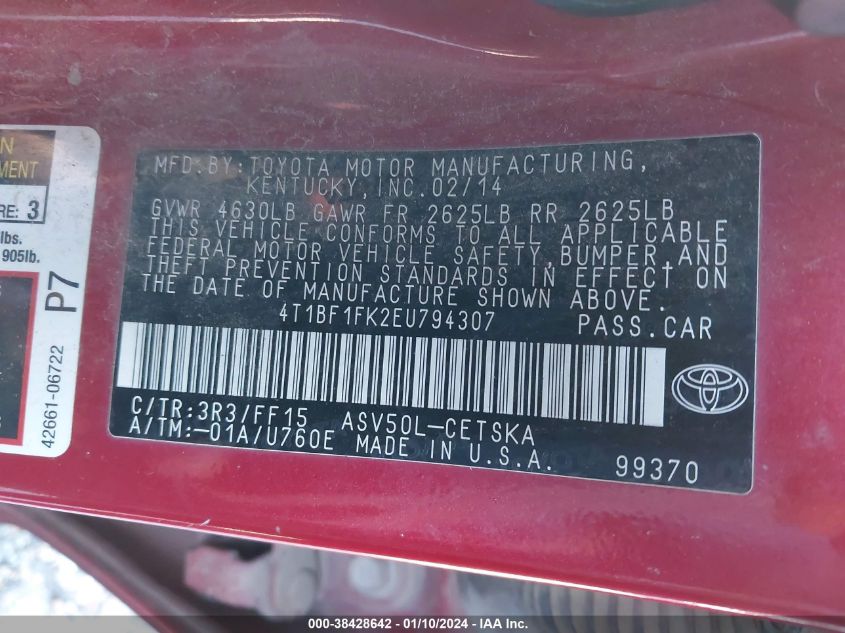 N
MENT
RE: 3
lbs.
905lb.
P7
42661-06722
MFD.BY:TOYOTA MOTOR MANUFACTURING,
KENTUCKY, INC.02/14
GVWR 4630LB GAWR FR 2625LB RR 2625LB
THIS VEHICLE CONFORMS TO ALL APPLICABLE
FEDERAL MOTOR VEHICLE SAFETY,BUMPER,AND
THEFT PREVENTION STANDARDS IN EFFECT ON
THE DATE OF MANUFACTURE SHOWN ABOVE.
4T1BF1FK2EU794307
PASS.CAR
C/TR:3R3/FF15 ASV50L-CETSKA
A/TM:-01A/U760E MADE IN U.S.A.
99370
000-38428642 - 01/10/2024 - IAA Inc.